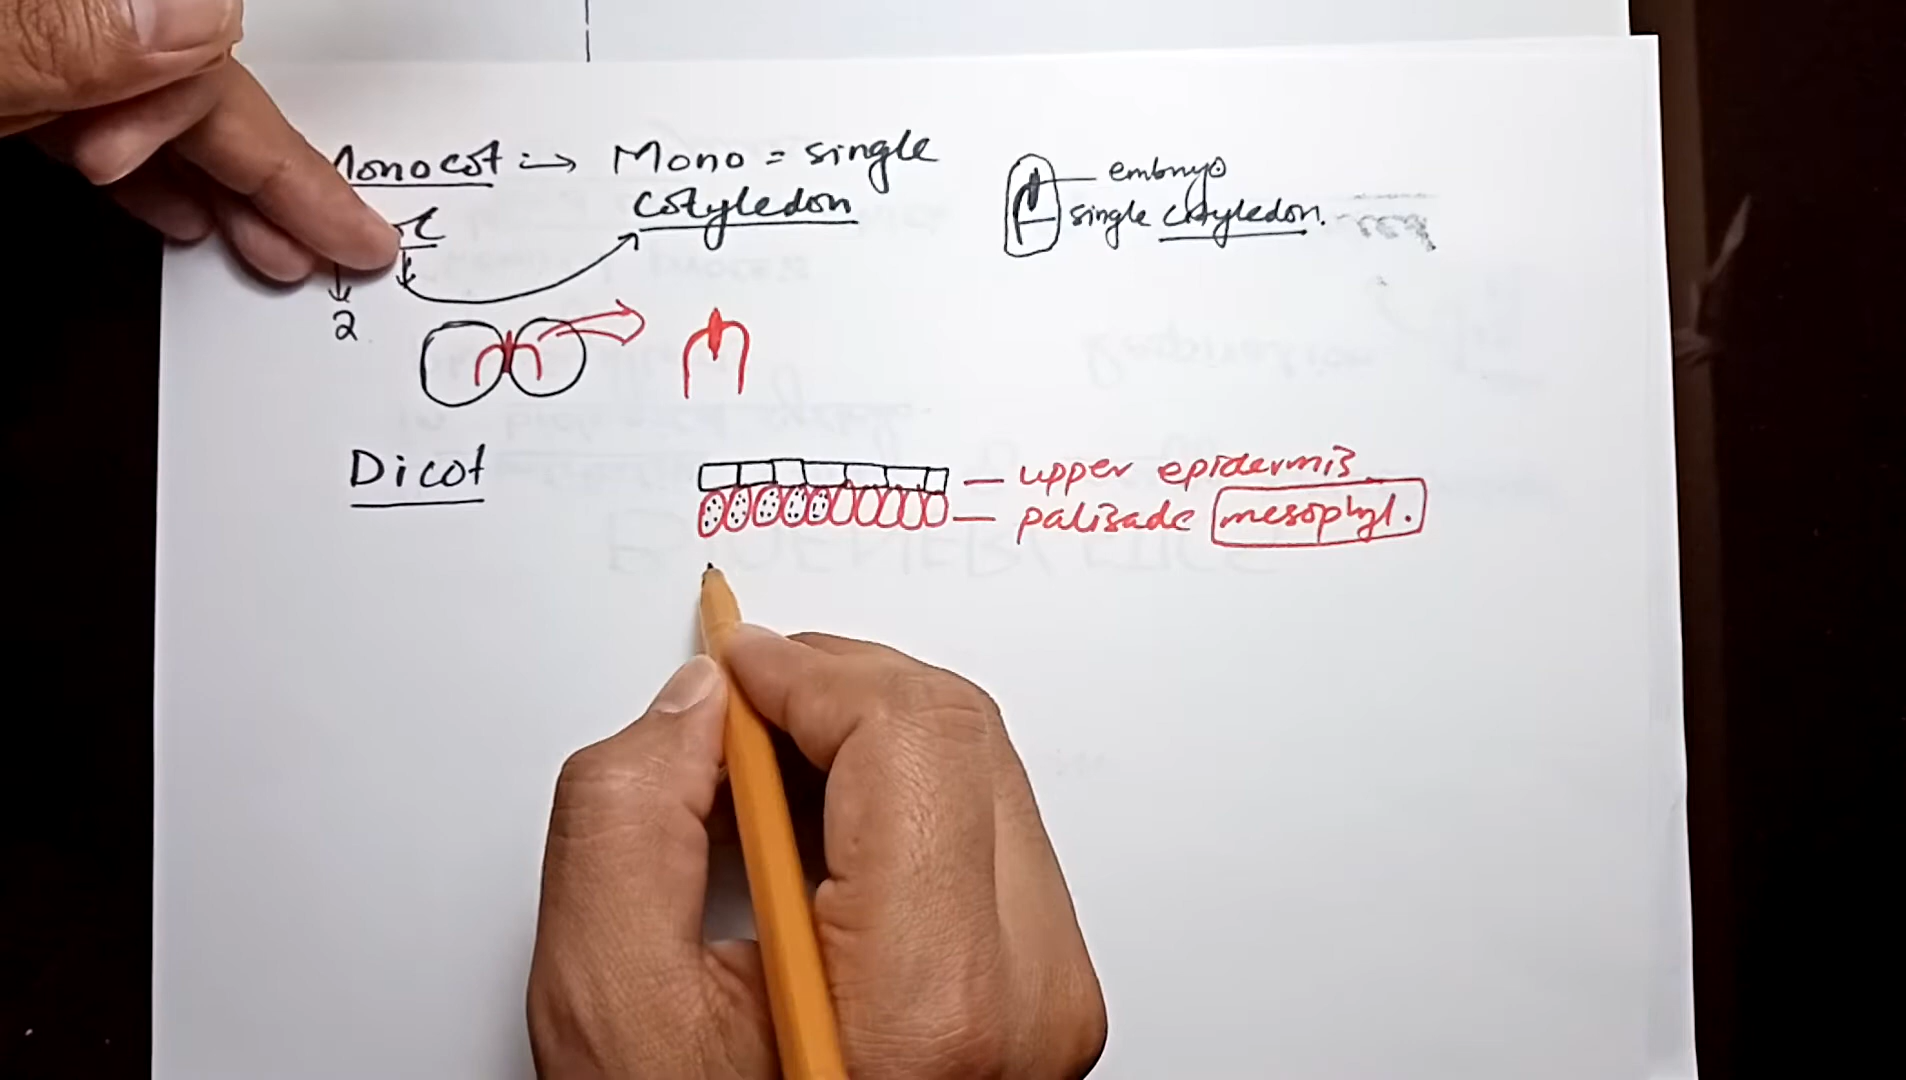 Monocot :→ Mono = single
cotyledon
2
embryo
single cotyledon.
Dicot
upper epidermis
palisade mesophyl.